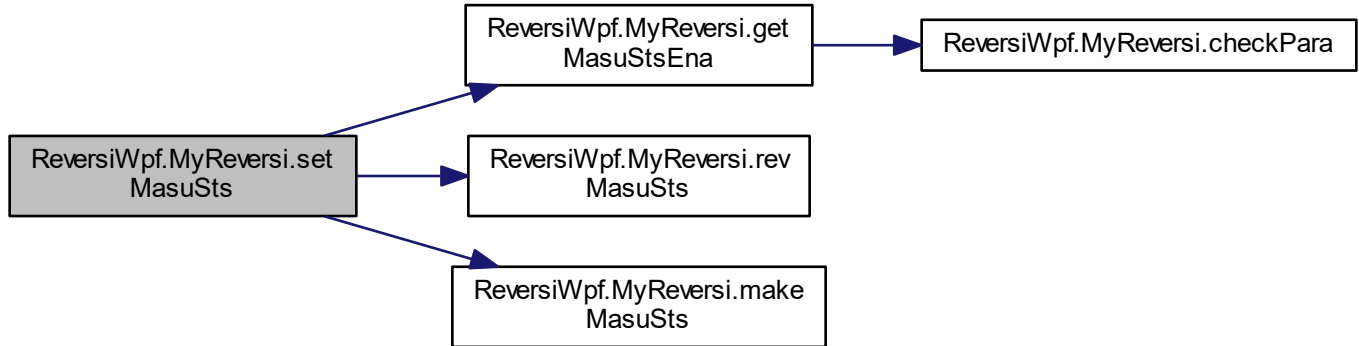 ReversiWpf.MyReversi.set
MasuSts
ReversiWpf.MyReversi.get
MasuStsEna
ReversiWpf.MyReversi.checkPara
ReversiWpf.MyReversi.rev
MasuSts
ReversiWpf.MyReversi.make
MasuSts